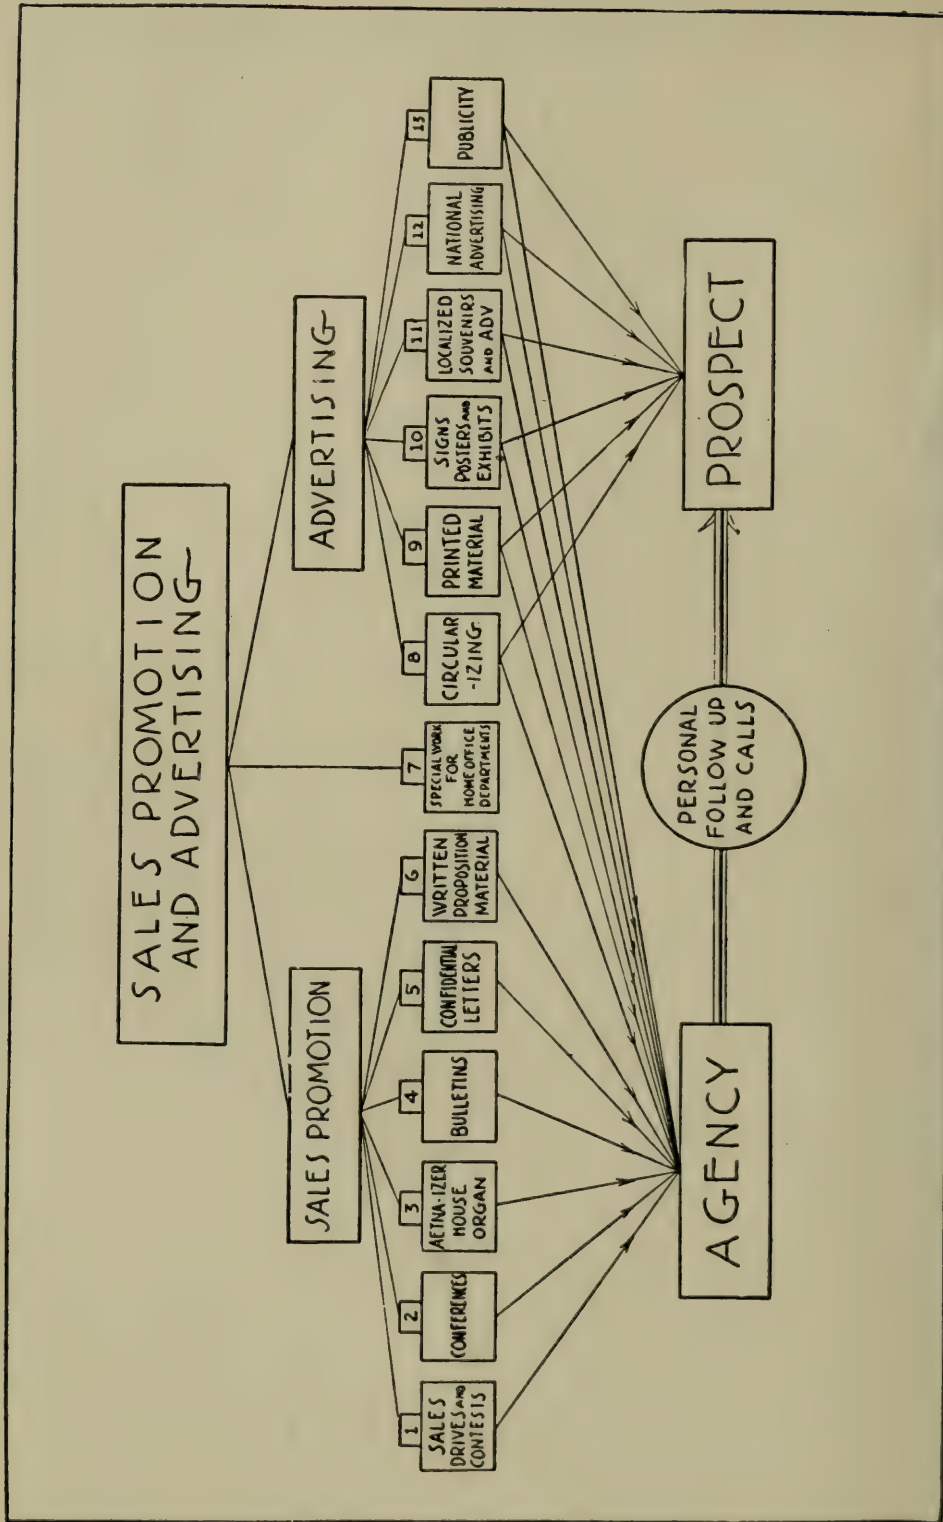 SALES PROMOTION
AND ADVERTISING
SALES PROMOTION
ADVERTISING
1
SALES
DRIVES AND
CONTESTS
2
CONFERENCES
3
AETNA-IZER
HOUSE
ORGAN
4
BULLETINS
5
CONFIDENTIAL
LETTERS
6
WRITTEN
PROPOSITION
MATERIAL
7
SPECIAL WORK
FOR
HOME OFFICE
DEPARTMENTS
8
CIRCULAR
-IZING
9
PRINTED
MATERIAL
10
SIGNS
POSTERS AND
EXHIBITS
11
LOCALIZED
SOUVENIRS
AND ADV
12
NATIONAL
ADVERTISING
13
PUBLICITY
AGENCY
PERSONAL
FOLLOW UP
AND CALLS
PROSPECT